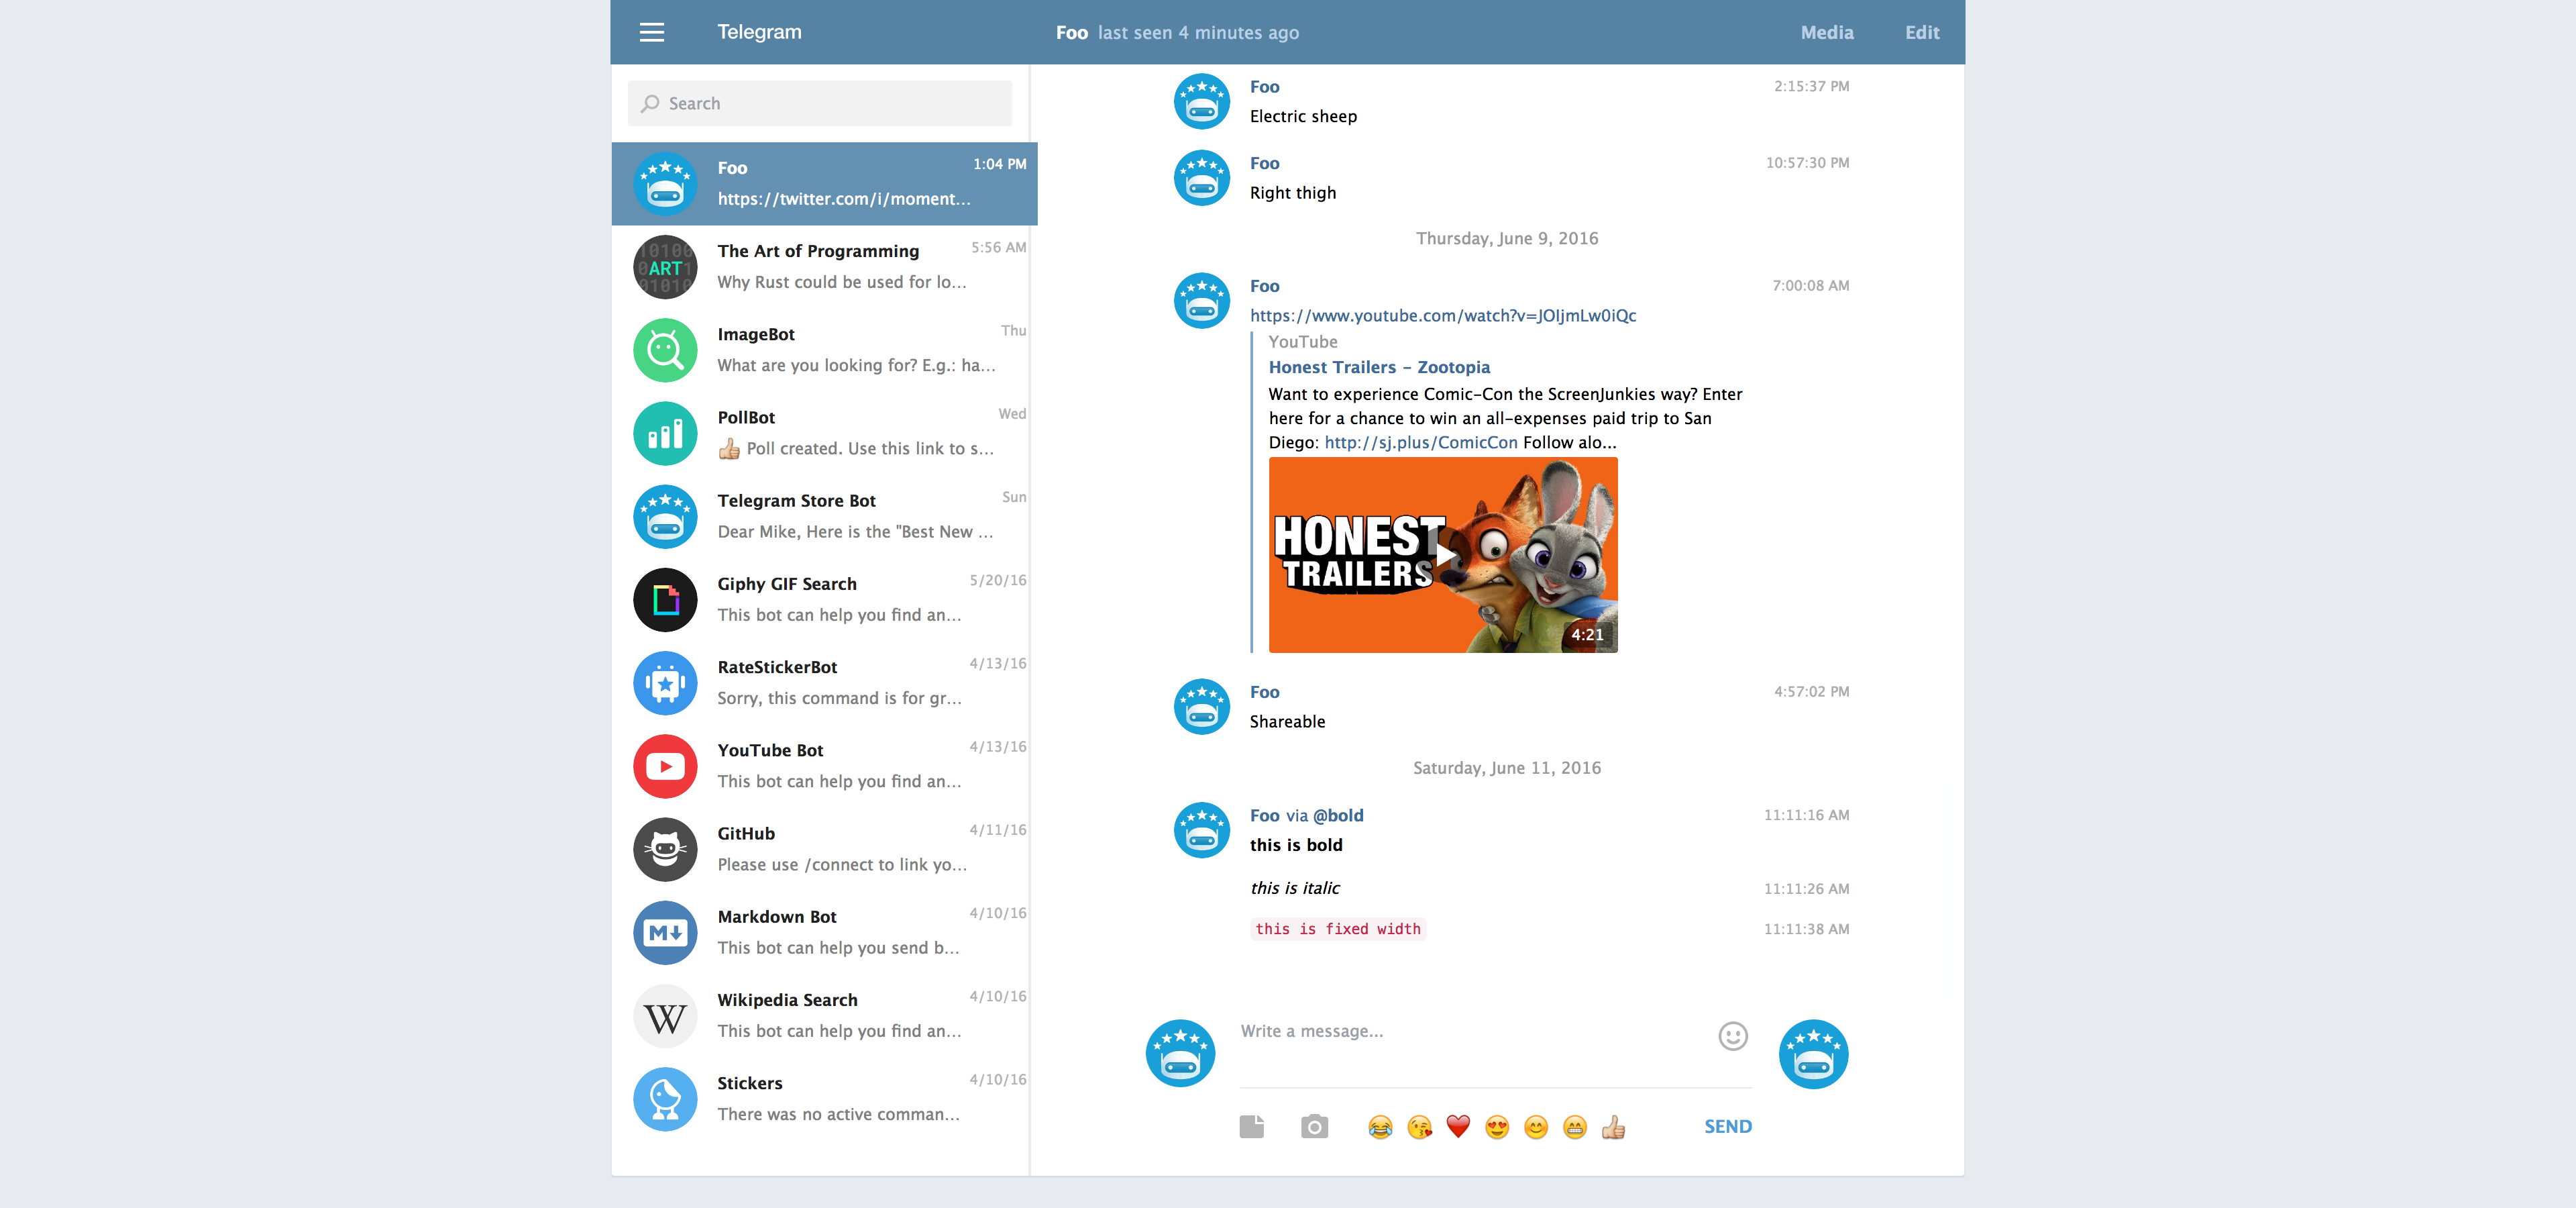 Telegram
Foo last seen 4 minutes ago
Media
Edit
Search
Foo
1:04 PM
https://twitter.com/i/moment...
The Art of Programming
5:56 AM
Why Rust could be used for lo...
ART
ImageBot
Thu
What are you looking for? E.g.: ha...
PollBot
Wed
👍 Poll created. Use this link to s...
Telegram Store Bot
Sun
Dear Mike, Here is the "Best New ...
Giphy GIF Search
5/20/16
This bot can help you find an...
RateStickerBot
4/13/16
Sorry, this command is for gr...
YouTube Bot
4/13/16
This bot can help you find an...
GitHub
4/11/16
Please use /connect to link yo...
Markdown Bot
4/10/16
This bot can help you send b...
M
Wikipedia Search
4/10/16
This bot can help you find an...
W
Stickers
4/10/16
There was no active comman...
Foo
2:15:37 PM
Electric sheep
Foo
10:57:30 PM
Right thigh
Thursday, June 9, 2016
Foo
7:00:08 AM
https://www.youtube.com/watch?v=JOIjmLw0iQc
YouTube
Honest Trailers - Zootopia
Want to experience Comic-Con the ScreenJunkies way? Enter
here for a chance to win an all-expenses paid trip to San
Diego: http://sj.plus/ComicCon Follow alo...
HONEST
TRAILERS
4:21
Foo
4:57:02 PM
Shareable
Saturday, June 11, 2016
Foo via @bold
11:11:16 AM
this is bold
this is italic
11:11:26 AM
this is fixed width
11:11:38 AM
Write a message...
SEND